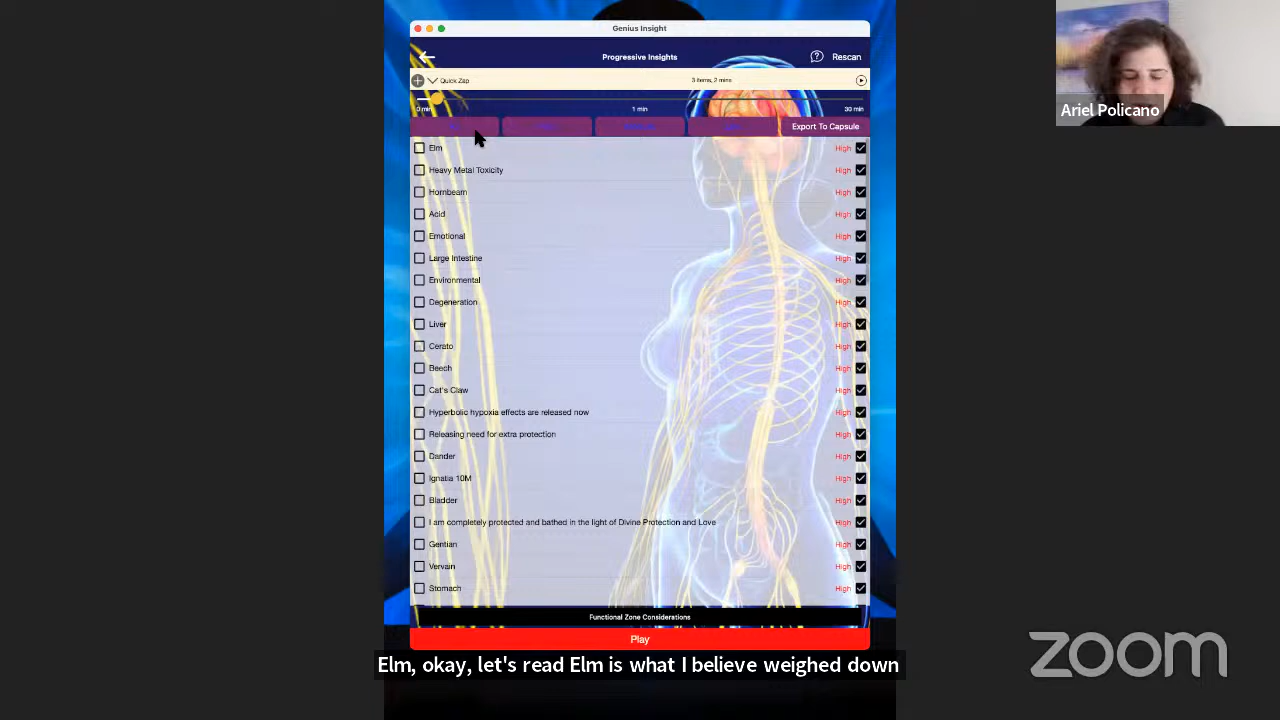 Genius Insight
Progressive Insights
Rescan
Quick Zap
3 items, 2 mins
0 min
1 min
30 min
Export To Capsule
Elm High
Heavy Metal Toxicity High
Hornbeam High
Acid High
Emotional High
Large Intestine High
Environmental High
Degeneration High
Liver High
Cerato High
Beech High
Cat's Claw High
Hyperbolic hypoxia effects are released now High
Releasing need for extra protection High
Dander High
Ignatia 10M High
Bladder High
I am completely protected and bathed in the light of Divine Protection and Love High
Gentian High
Vervain High
Stomach High
Functional Zone Considerations
Play
Elm, okay, let's read Elm is what I believe weighed down
Ariel Policano
zoom